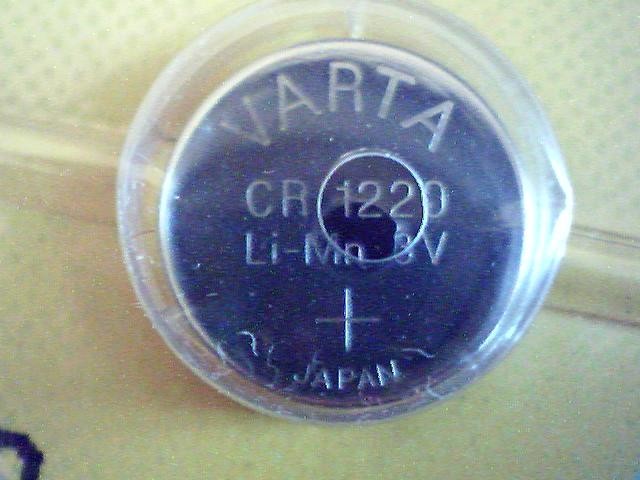 VARTA
CR 1220
Li-Mn 3V
+
JAPAN